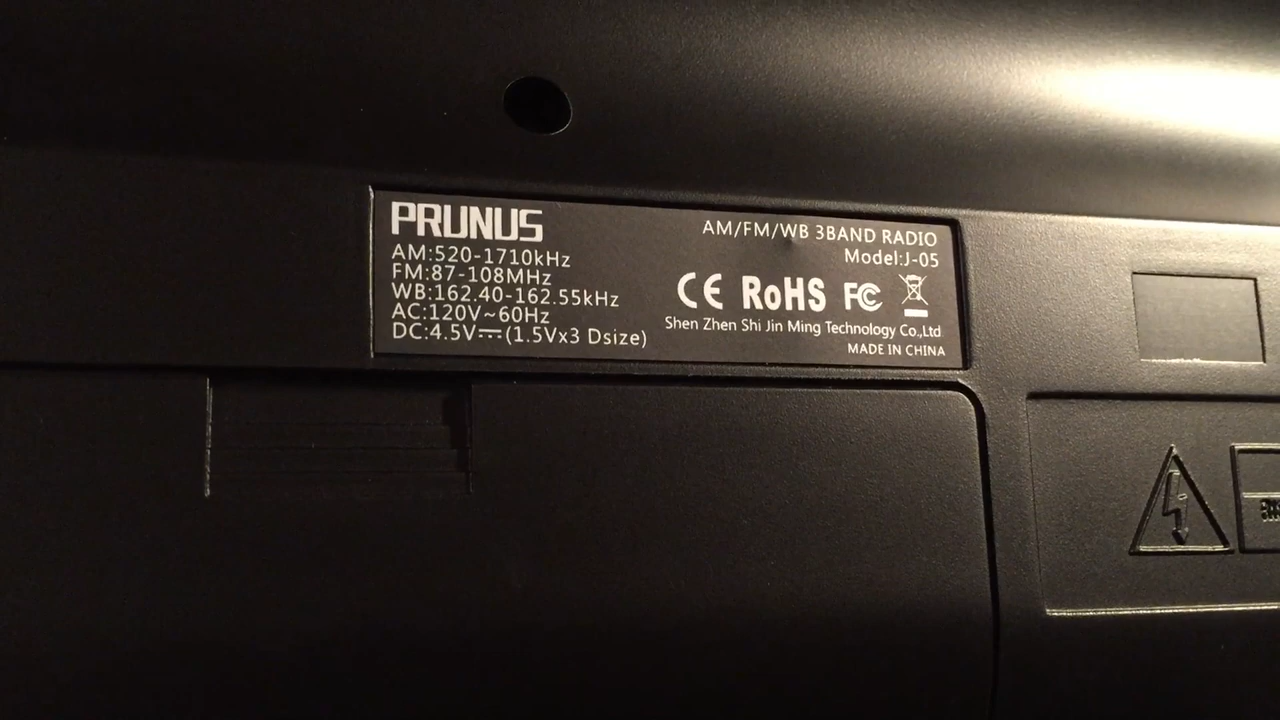 PRUNUS
AM:520-1710kHz
FM:87-108MHz
WB:162.40-162.55kHz
AC:120V~60Hz
DC:4.5V⎓(1.5Vx3 Dsize)
AM/FM/WB 3BAND RADIO
Model:J-05
CE RoHS FC
Shen Zhen Shi Jin Ming Technology Co.,Ltd
MADE IN CHINA